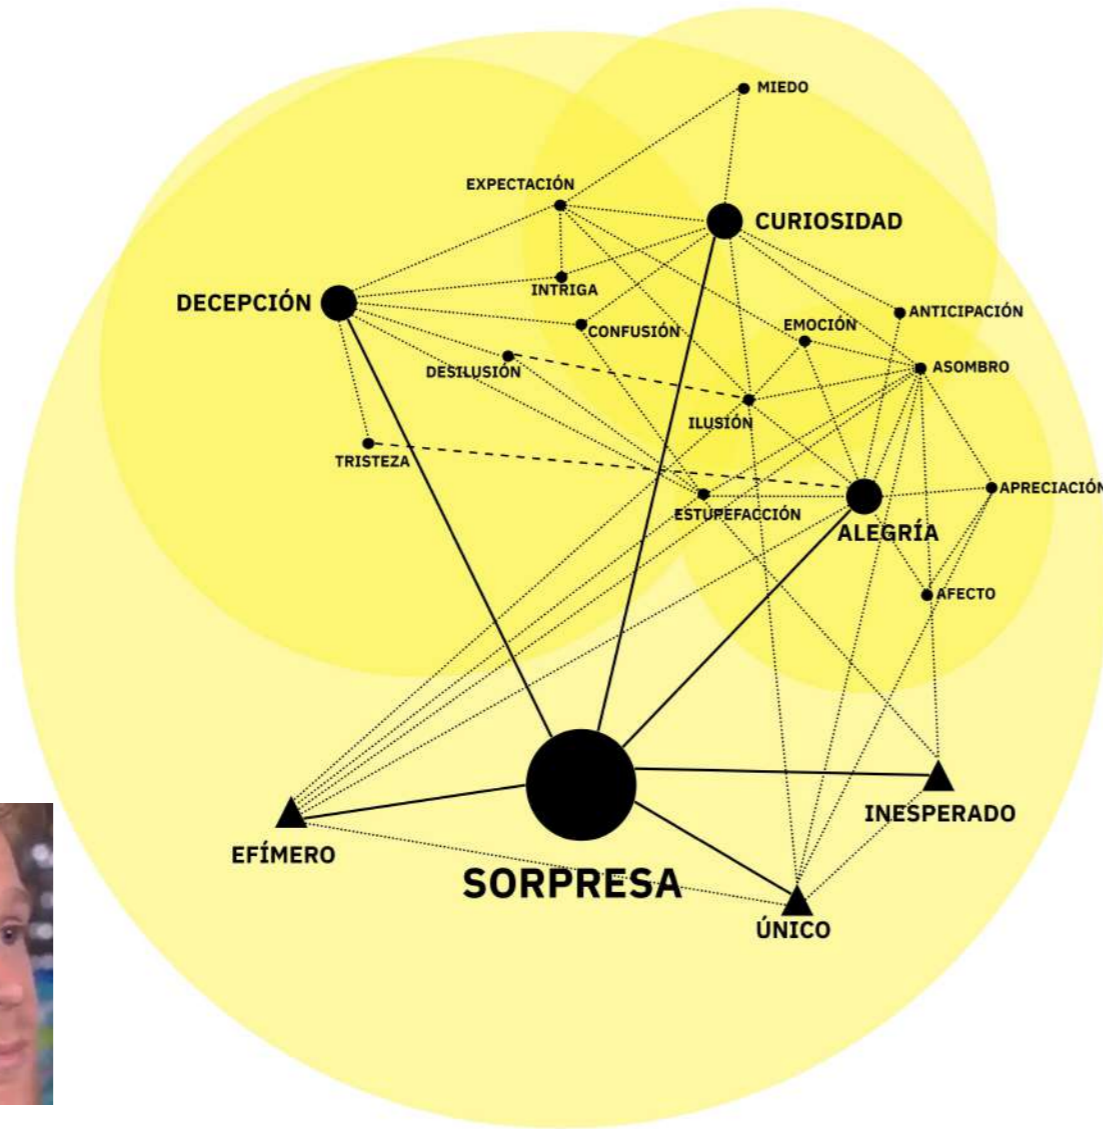 MIEDO
EXPECTACIÓN
CURIOSIDAD
INTRIGA
DECEPCIÓN
ANTICIPACIÓN
EMOCIÓN
CONFUSIÓN
DESILUSIÓN
ASOMBRO
ILUSIÓN
TRISTEZA
APRECIACIÓN
ESTUPEFACCIÓN
ALEGRÍA
AFECTO
INESPERADO
EFÍMERO
SORPRESA
ÚNICO